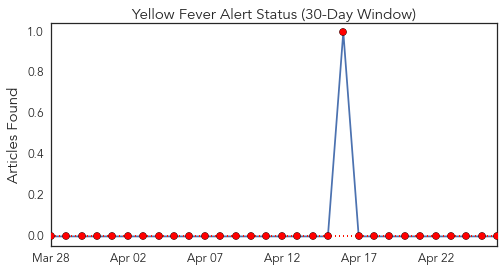 Yellow Fever Alert Status (30-Day Window)
Articles Found
1.0
0.8
0.6
0.4
0.2
0.0
Mar 28 Apr 02 Apr 07 Apr 12 Apr 17 Apr 22